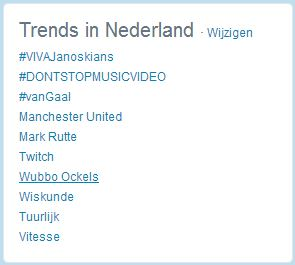 Trends in Nederland · Wijzigen
#VIVAJanoskians
#DONTSTOPMUSICVIDEO
#vanGaal
Manchester United
Mark Rutte
Twitch
Wubbo Ockels
Wiskunde
Tuurlijk
Vitesse